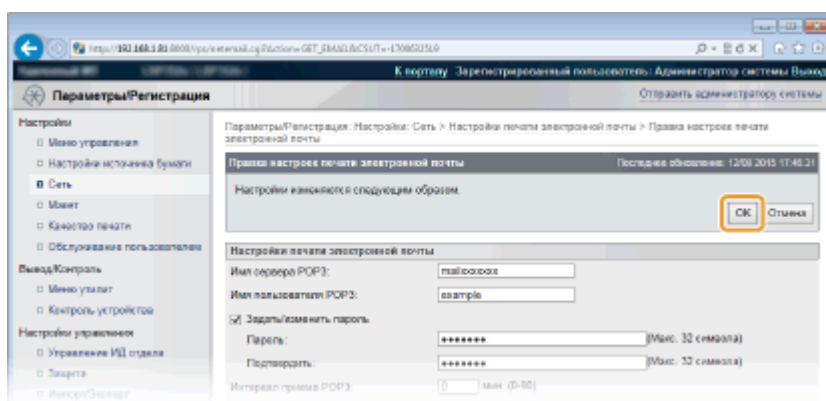 К порталу Зарегистрированный пользователь: Администратор системы Выход
Параметры/Регистрация
Отправить администратору системы
Настройки
Меню управления
Настройки источника бумаги
Сеть
Макет
Качество печати
Обслуживание пользователем
Вывод/Контроль
Меню утилит
Контроль устройства
Настройки управления
Управление ИД отдела
Защита
Импорт/Экспорт
Параметры/Регистрация: Настройки: Сеть > Настройки печати электронной почты > Правка настроек печати
электронной почты
Правка настроек печати электронной почты
Последнее обновление: 12/08 2015 17:46:31
Настройки изменяются следующим образом.
OK Отмена
Настройки печати электронной почты
Имя сервера POP3:
Имя пользователя POP3: example
Задать/изменить пароль
Пароль: ●●●●●●● (Макс. 32 символа)
Подтвердить: ●●●●●●● (Макс. 32 символа)
Интервал приема POP3: 0 мин. (0-90)